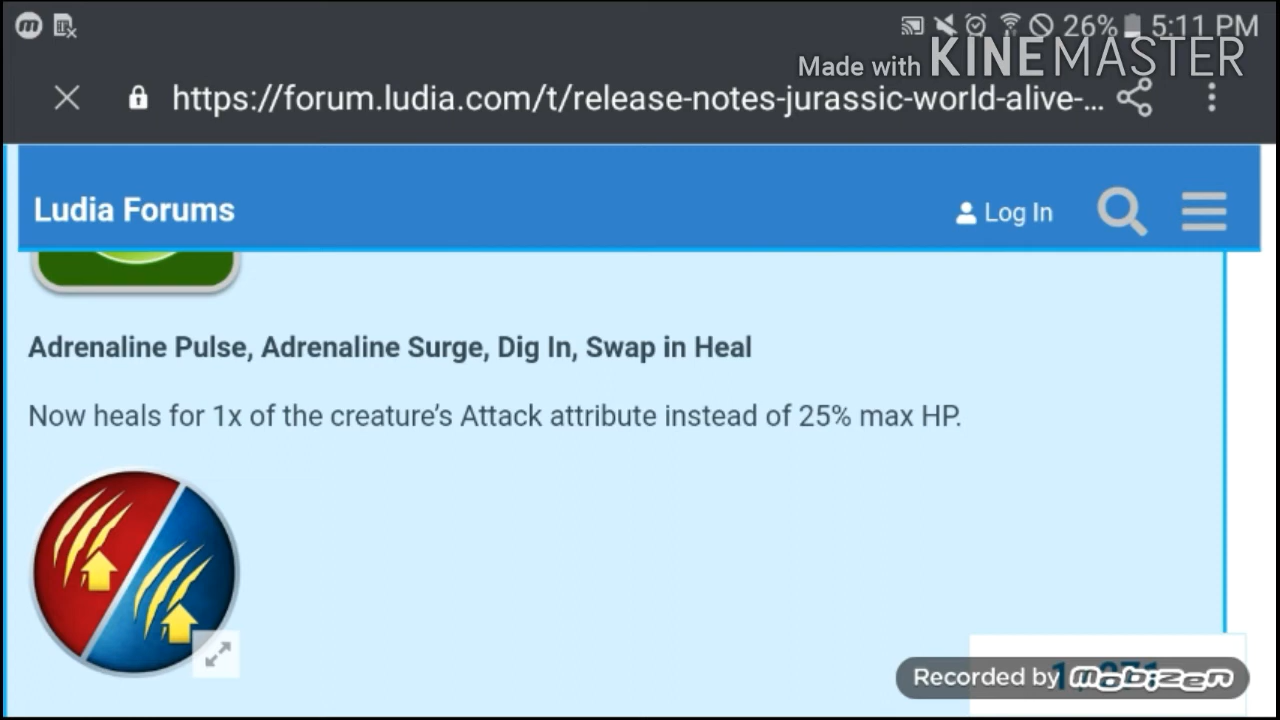 26% 5:11 PM
Made with KINEMASTER
https://forum.ludia.com/t/release-notes-jurassic-world-alive-...
Ludia Forums
Log In
Adrenaline Pulse, Adrenaline Surge, Dig In, Swap in Heal
Now heals for 1x of the creature's Attack attribute instead of 25% max HP.
Recorded by mobizen